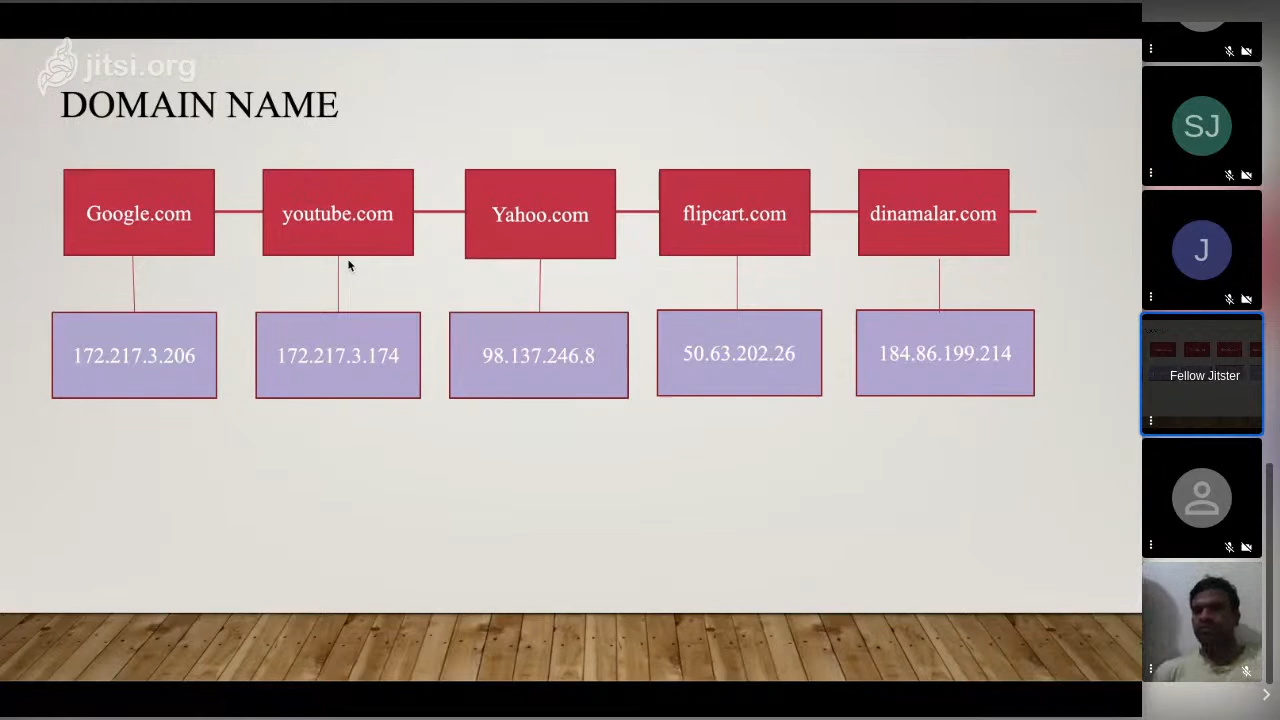 jitsi.org
DOMAIN NAME
Google.com
youtube.com
Yahoo.com
flipcart.com
dinamalar.com
172.217.3.206
172.217.3.174
98.137.246.8
50.63.202.26
184.86.199.214
SJ
J
Fellow Jitster